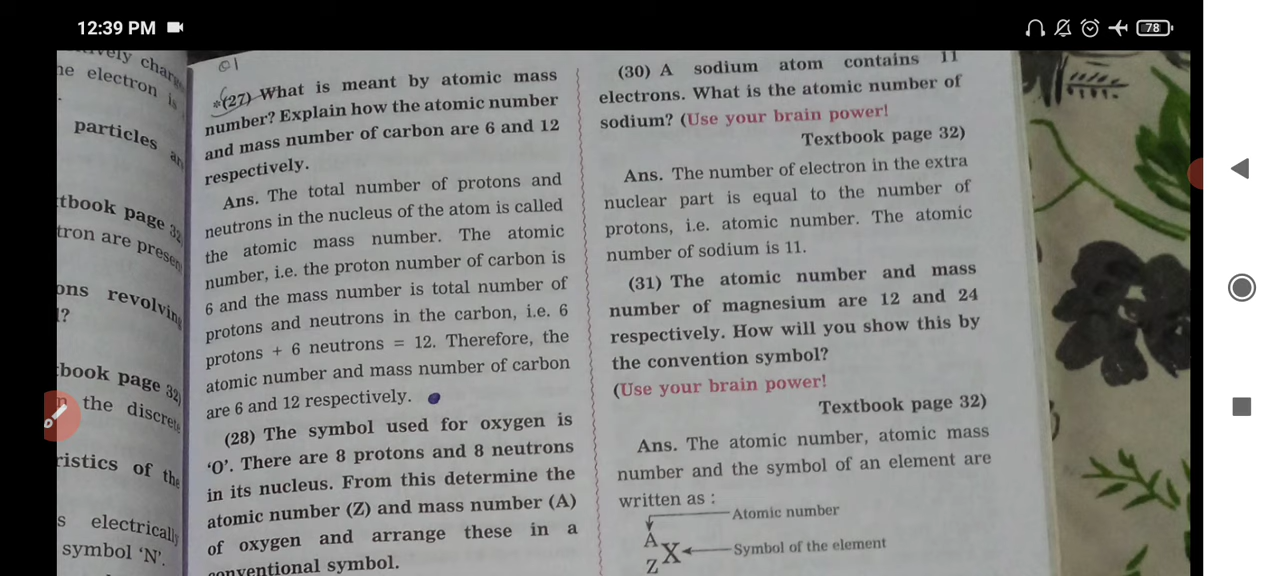 12:39 PM
78
e electron is
particles
tbook page 32
tron are presen
ons revolving
l?
book page 32)
the discrete
ristics of the
s electrically
symbol 'N'.
*(27) What is meant by atomic mass
number? Explain how the atomic number
and mass number of carbon are 6 and 12
respectively.
Ans. The total number of protons and
neutrons in the nucleus of the atom is called
the atomic mass number. The atomic
number, i.e. the proton number of carbon is
6 and the mass number is total number of
protons and neutrons in the carbon, i.e. 6
protons + 6 neutrons = 12. Therefore, the
atomic number and mass number of carbon
are 6 and 12 respectively.
(28) The symbol used for oxygen is
'O'. There are 8 protons and 8 neutrons
in its nucleus. From this determine the
atomic number (Z) and mass number (A)
of oxygen and arrange these in a
conventional symbol.
(30) A sodium atom contains 11
electrons. What is the atomic number of
sodium? (Use your brain power!
Textbook page 32)
Ans. The number of electron in the extra
nuclear part is equal to the number of
protons, i.e. atomic number. The atomic
number of sodium is 11.
(31) The atomic number and mass
number of magnesium are 12 and 24
respectively. How will you show this by
the convention symbol?
(Use your brain power!
Textbook page 32)
Ans. The atomic number, atomic mass
number and the symbol of an element are
written as :
Atomic number
A
X Symbol of the element
Z